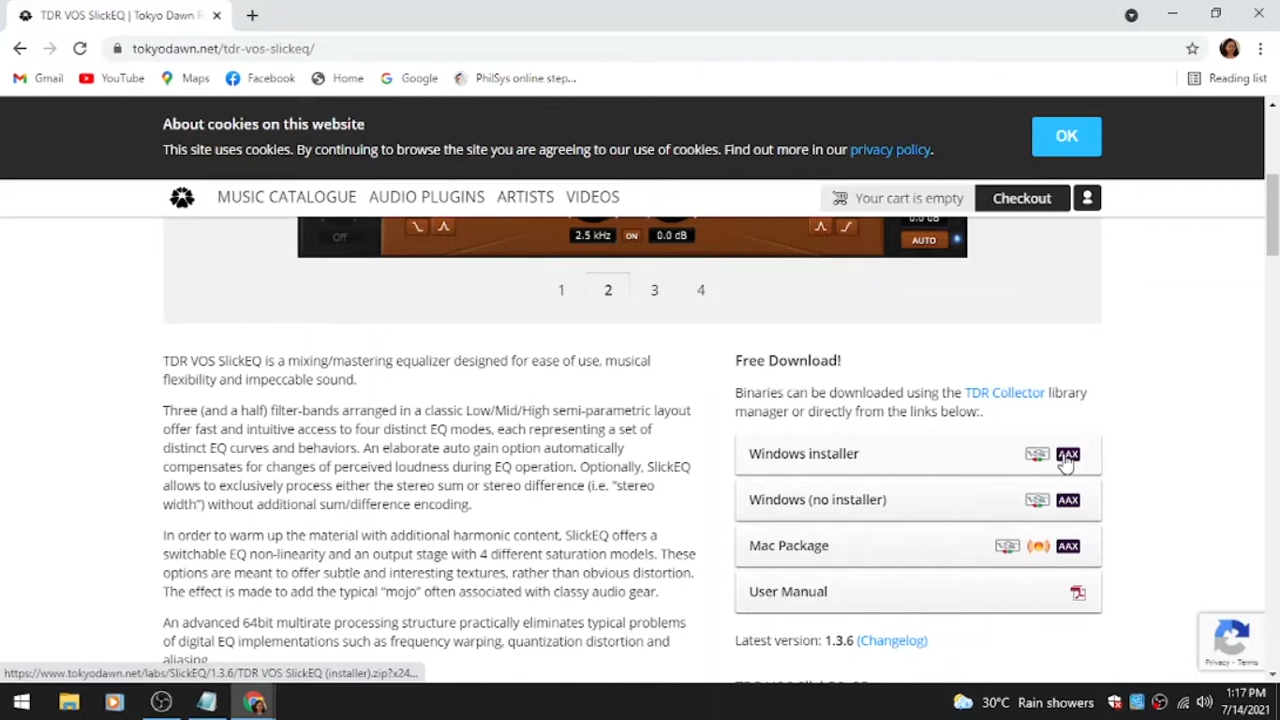 TDR VOS SlickEQ | Tokyo Dawn R
tokyodawn.net/tdr-vos-slickeq/
Gmail
YouTube
Maps
Facebook
Home
Google
PhilSys online step...
Reading list
About cookies on this website
OK
This site uses cookies. By continuing to browse the site you are agreeing to our use of cookies. Find out more in our privacy policy.
MUSIC CATALOGUE AUDIO PLUGINS ARTISTS VIDEOS
Your cart is empty
Checkout
0.0 dB
Off
2.5 kHz
ON
0.0 dB
AUTO
1 2 3 4
TDR VOS SlickEQ is a mixing/mastering equalizer designed for ease of use, musical
flexibility and impeccable sound.
Three (and a half) filter-bands arranged in a classic Low/Mid/High semi-parametric layout
offer fast and intuitive access to four distinct EQ modes, each representing a set of
distinct EQ curves and behaviors. An elaborate auto gain option automatically
compensates for changes of perceived loudness during EQ operation. Optionally, SlickEQ
allows to exclusively process either the stereo sum or stereo difference (i.e. “stereo
width”) without additional sum/difference encoding.
In order to warm up the material with additional harmonic content, SlickEQ offers a
switchable EQ non-linearity and an output stage with 4 different saturation models. These
options are meant to offer subtle and interesting textures, rather than obvious distortion.
The effect is made to add the typical “mojo” often associated with classy audio gear.
An advanced 64bit multirate processing structure practically eliminates typical problems
of digital EQ implementations such as frequency warping, quantization distortion and
aliasing.
Free Download!
Binaries can be downloaded using the TDR Collector library
manager or directly from the links below:.
Windows installer
VST
AAX
Windows (no installer)
VST
AAX
Mac Package
VST
AAX
User Manual
Latest version: 1.3.6 (Changelog)
Privacy - Terms
https://www.tokyodawn.net/labs/SlickEQ/1.3.6/TDR VOS SlickEQ (installer).zip?x24...
30°C Rain showers
1:17 PM
7/14/2021